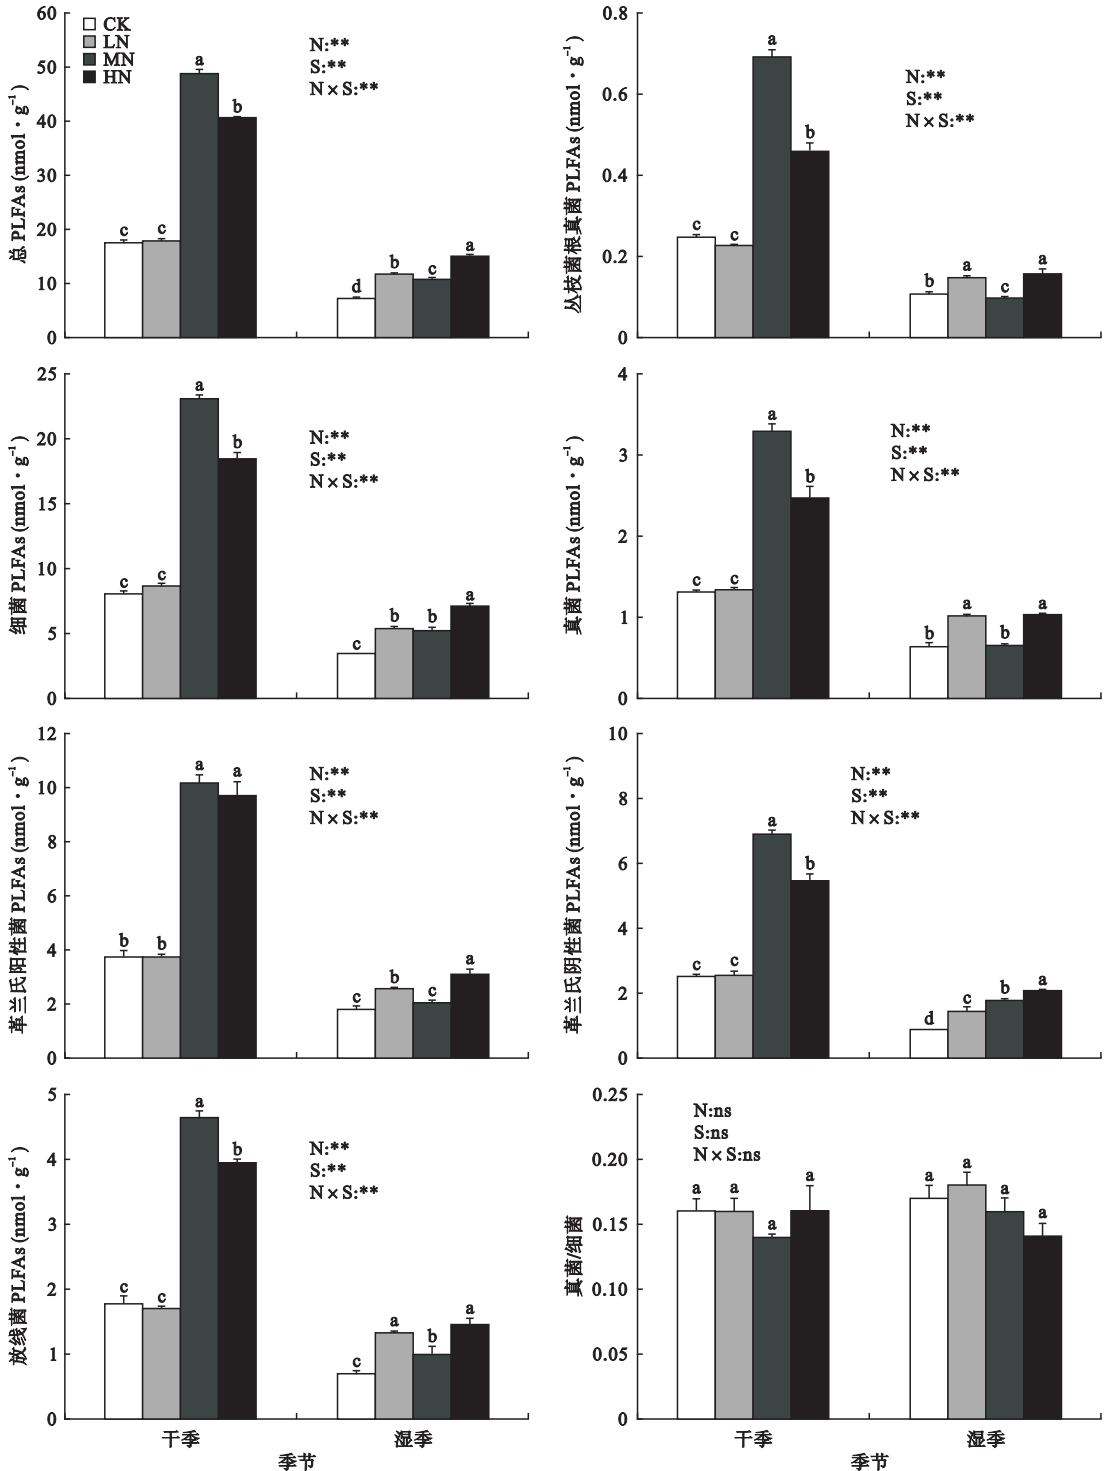 CK
LN
MN
HN
总 PLFAs (nmol·g⁻¹)
60
50
40
30
20
10
0
c
c
a
b
d
b
c
a
N:**
S:**
N×S:**
丛枝菌根真菌 PLFAs (nmol·g⁻¹)
0.8
0.6
0.4
0.2
0
c
c
a
b
b
a
c
a
N:**
S:**
N×S:**
细菌 PLFAs (nmol·g⁻¹)
25
20
15
10
5
0
c
c
a
b
c
b
b
a
N:**
S:**
N×S:**
真菌 PLFAs (nmol·g⁻¹)
4
3
2
1
0
c
c
a
b
b
a
b
a
N:**
S:**
N×S:**
革兰氏阳性菌 PLFAs (nmol·g⁻¹)
12
10
8
6
4
2
0
b
b
a
a
c
b
c
a
N:**
S:**
N×S:**
革兰氏阴性菌 PLFAs (nmol·g⁻¹)
10
8
6
4
2
0
c
c
a
b
d
c
b
a
N:**
S:**
N×S:**
放线菌 PLFAs (nmol·g⁻¹)
5
4
3
2
1
0
c
c
a
b
c
a
b
a
N:**
S:**
N×S:**
干季
湿季
季节
真菌/细菌
0.25
0.20
0.15
0.10
0.05
0
a
a
a
a
a
a
a
a
N:ns
S:ns
N×S:ns
干季
湿季
季节